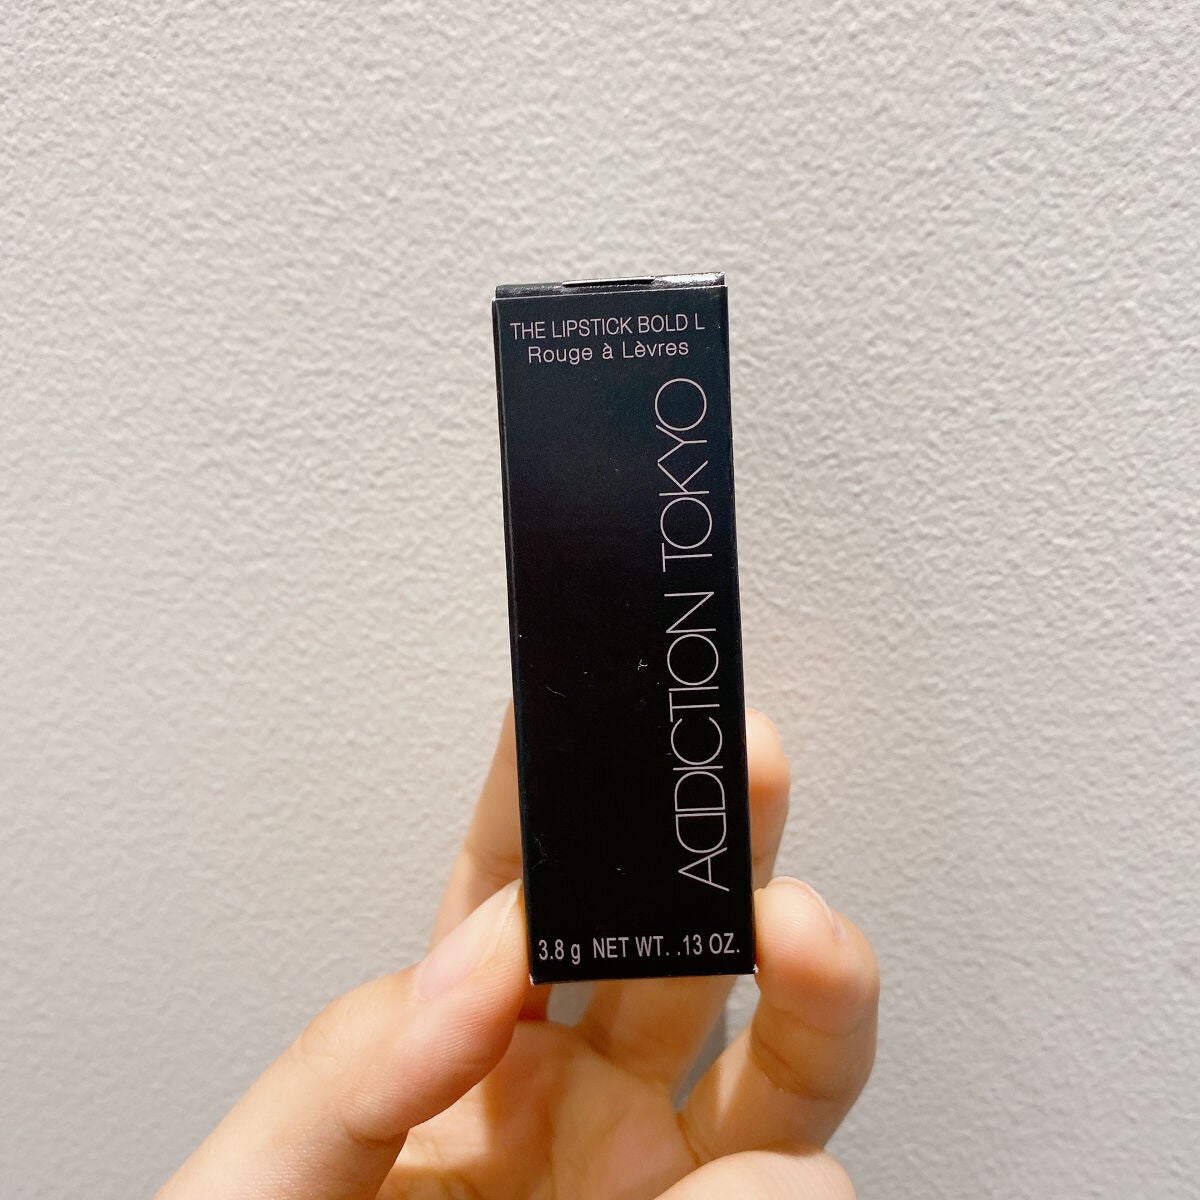 THE LIPSTICK BOLD L
Rouge à Lèvres
ADDICTION TOKYO
3.8 g NET WT. .13 OZ.